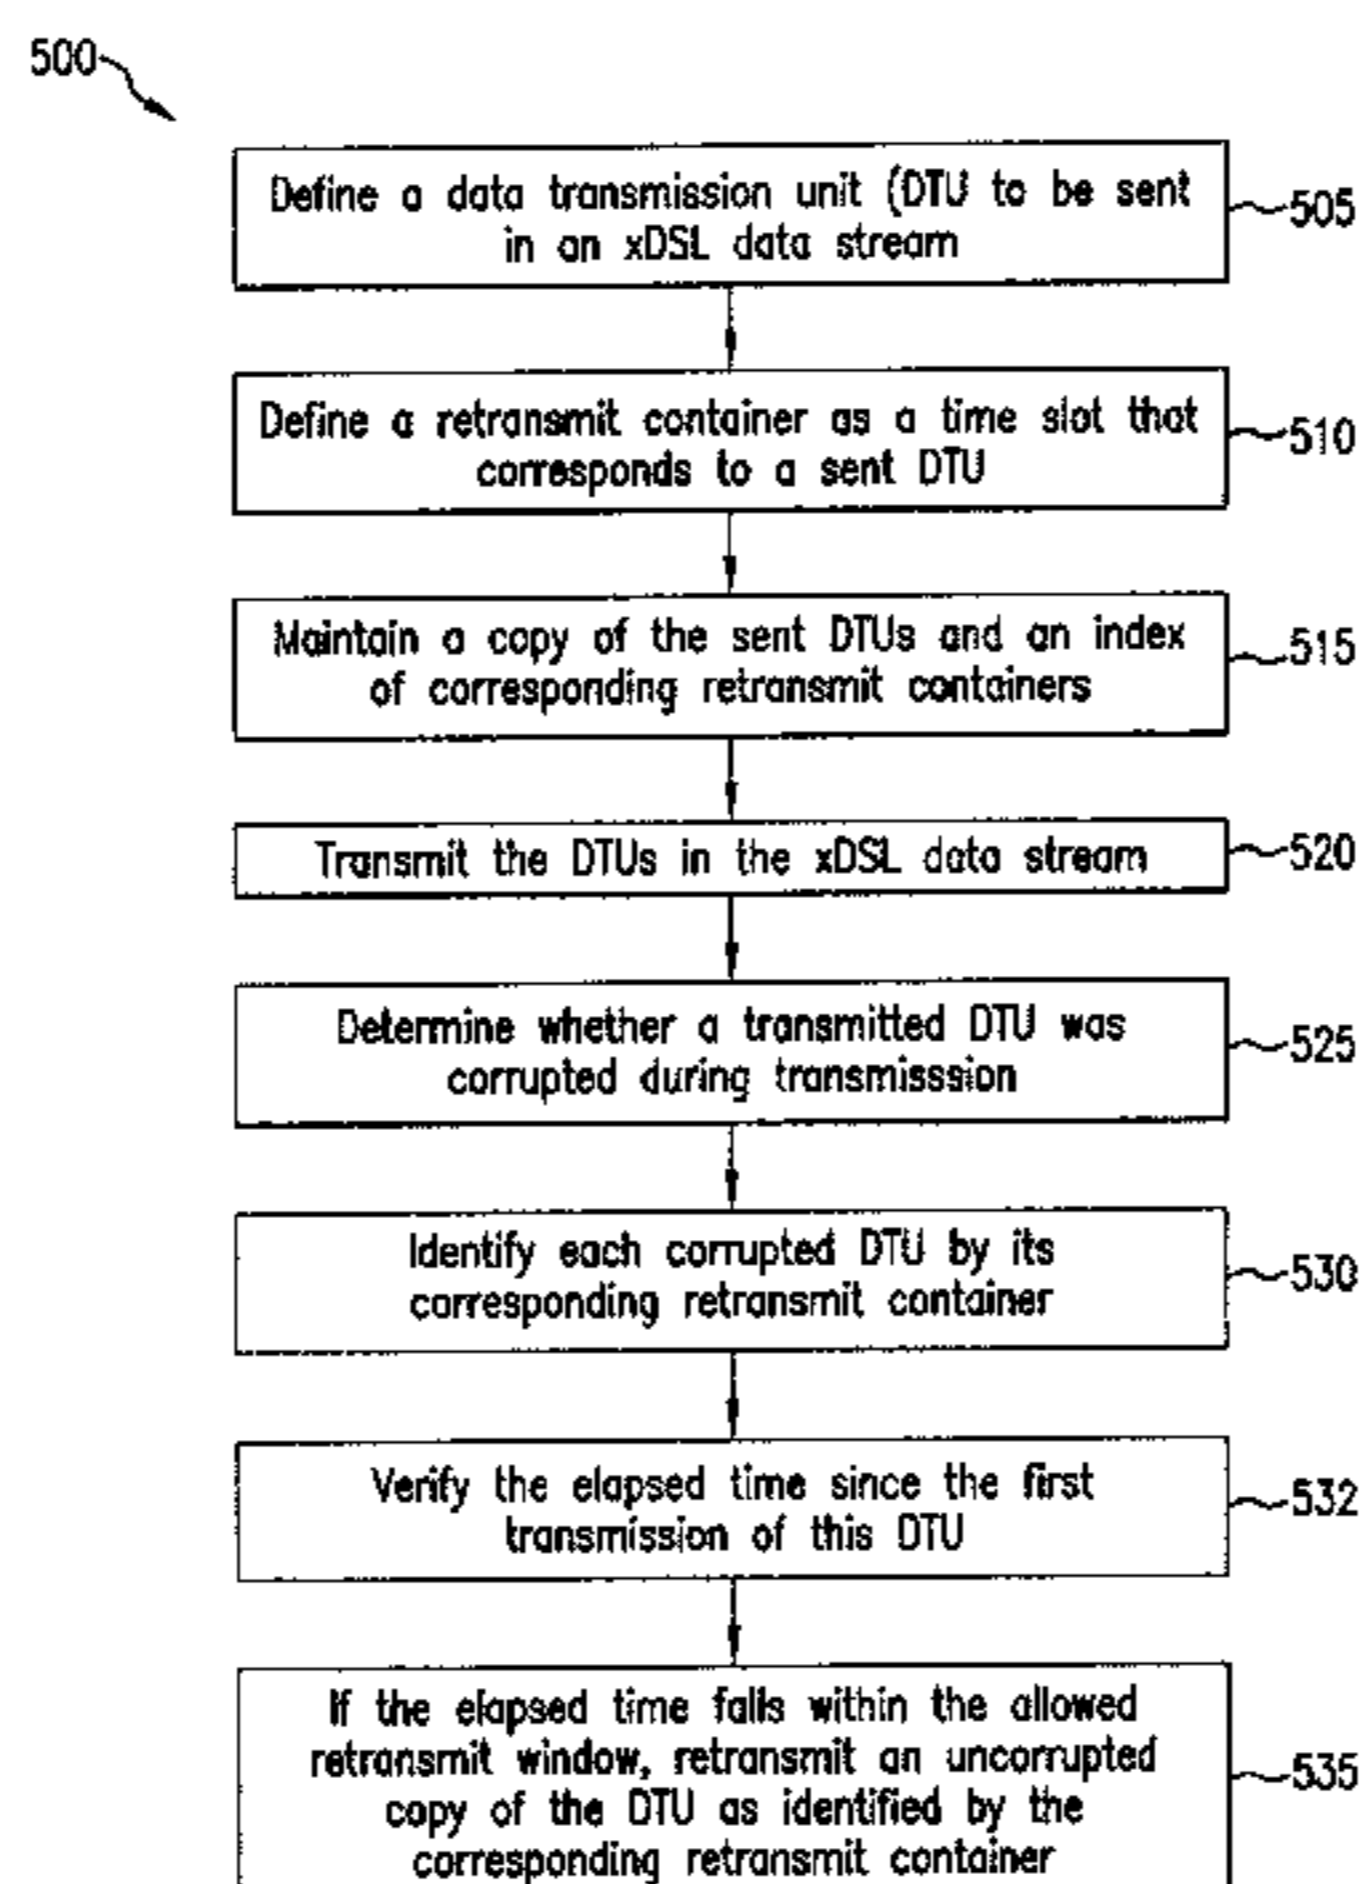 500
Define a data transmission unit (DTU to be sent
in an xDSL data stream
505
Define a retransmit container as a time slot that
corresponds to a sent DTU
510
Maintain a copy of the sent DTUs and an index
of corresponding retransmit containers
515
Transmit the DTUs in the xDSL data stream
520
Determine whether a transmitted DTU was
corrupted during transmisssion
525
Identify each corrupted DTU by its
corresponding retransmit container
530
Verify the elapsed time since the first
transmission of this DTU
532
If the elapsed time falls within the allowed
retransmit window, retransmit an uncorrupted
copy of the DTU as identified by the
corresponding retransmit container
535